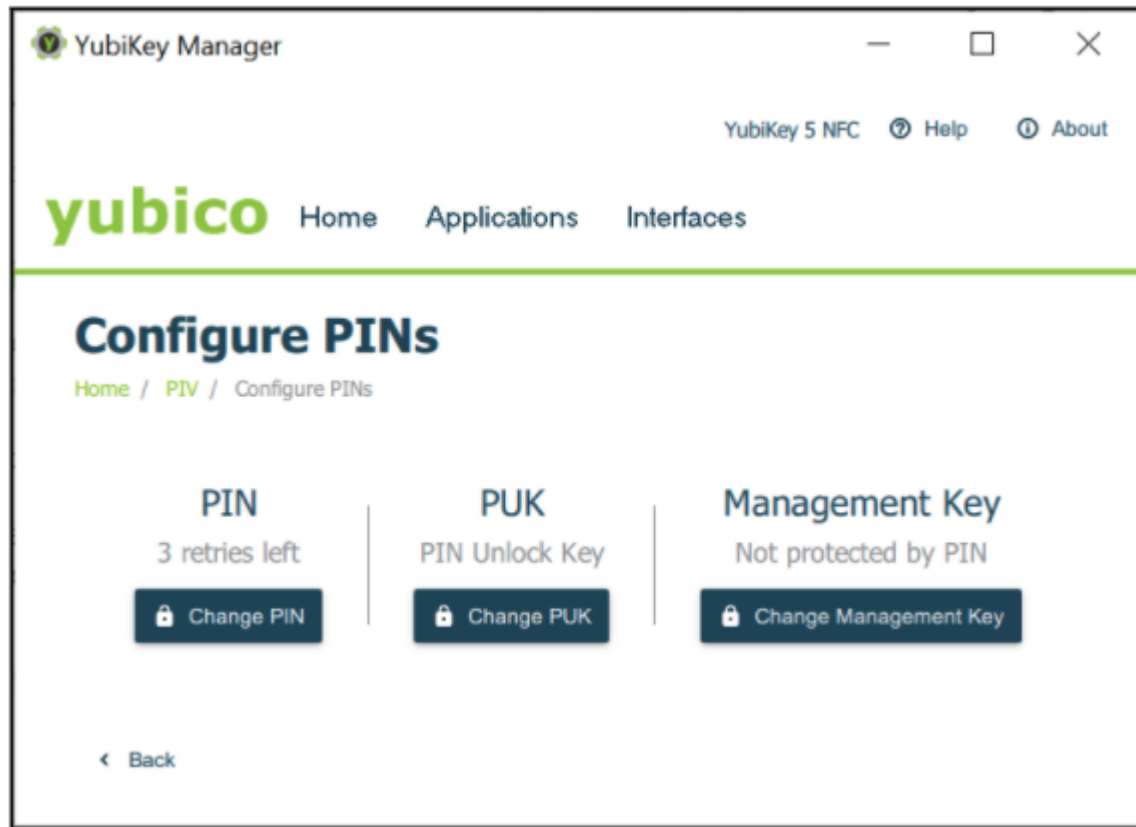 YubiKey Manager
YubiKey 5 NFC Help About
yubico Home Applications Interfaces
Configure PINs
Home / PIV / Configure PINs
PIN PUK Management Key
3 retries left PIN Unlock Key Not protected by PIN
Change PIN Change PUK Change Management Key
Back